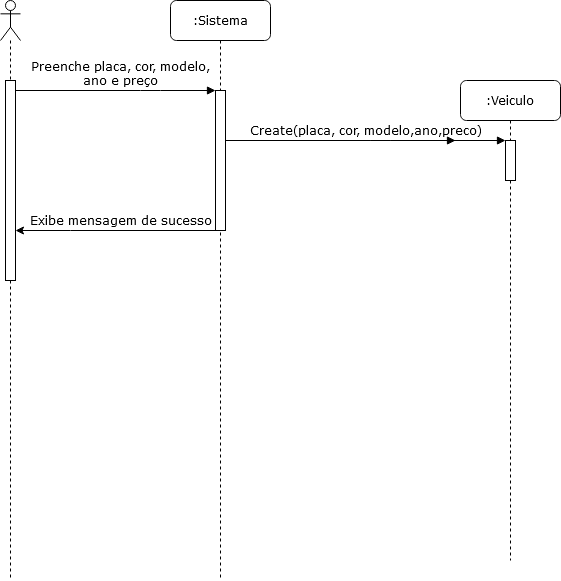 :Sistema
Preenche placa, cor, modelo,
ano e preço
:Veiculo
Create(placa, cor, modelo,ano,preco)
Exibe mensagem de sucesso